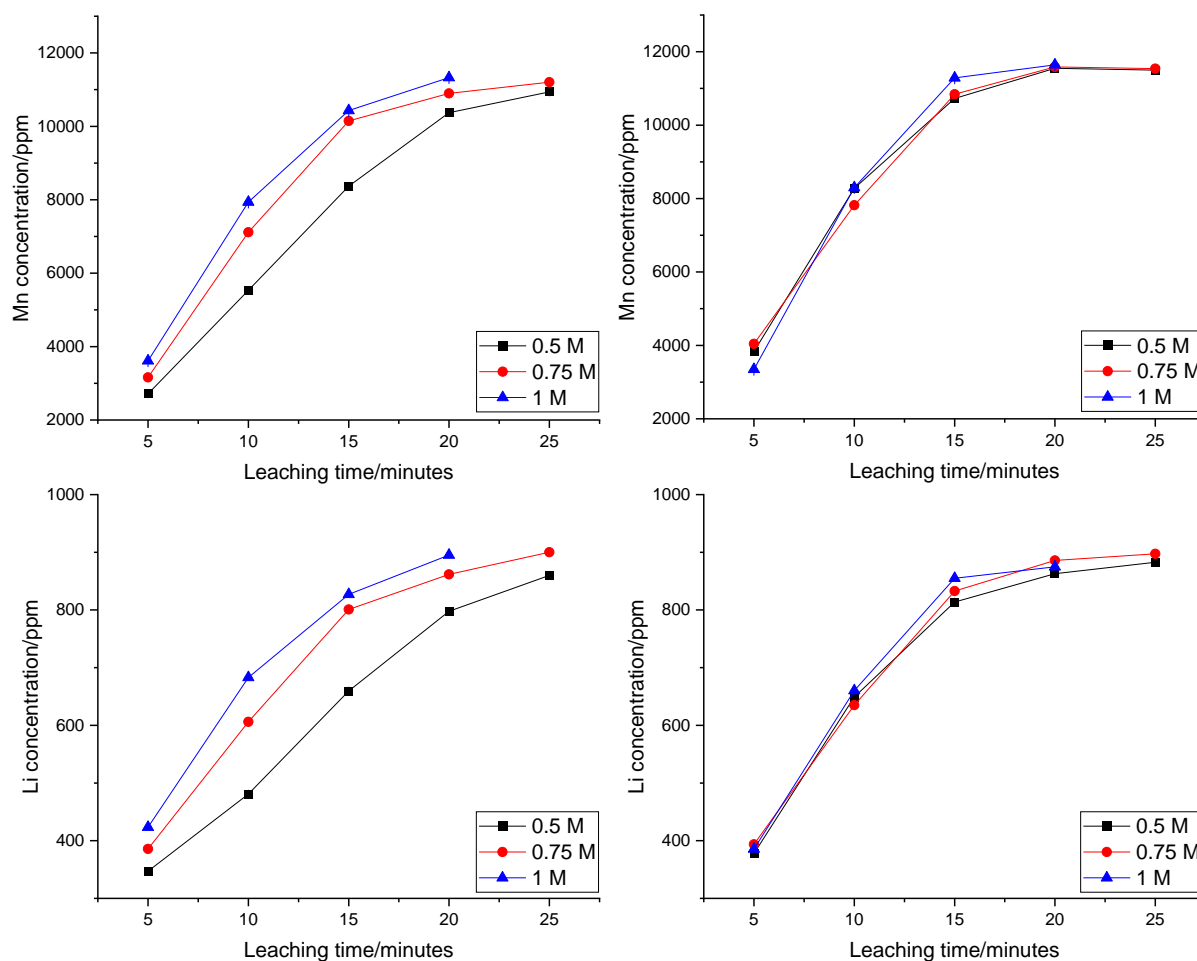 Mn concentration/ppm
12000
10000
8000
6000
4000
2000
5 10 15 20 25
Leaching time/minutes
0.5 M
0.75 M
1 M
Mn concentration/ppm
12000
10000
8000
6000
4000
2000
5 10 15 20 25
Leaching time/minutes
0.5 M
0.75 M
1 M
Li concentration/ppm
1000
800
600
400
5 10 15 20 25
Leaching time/minutes
0.5 M
0.75 M
1 M
Li concentration/ppm
1000
800
600
400
5 10 15 20 25
Leaching time/minutes
0.5 M
0.75 M
1 M